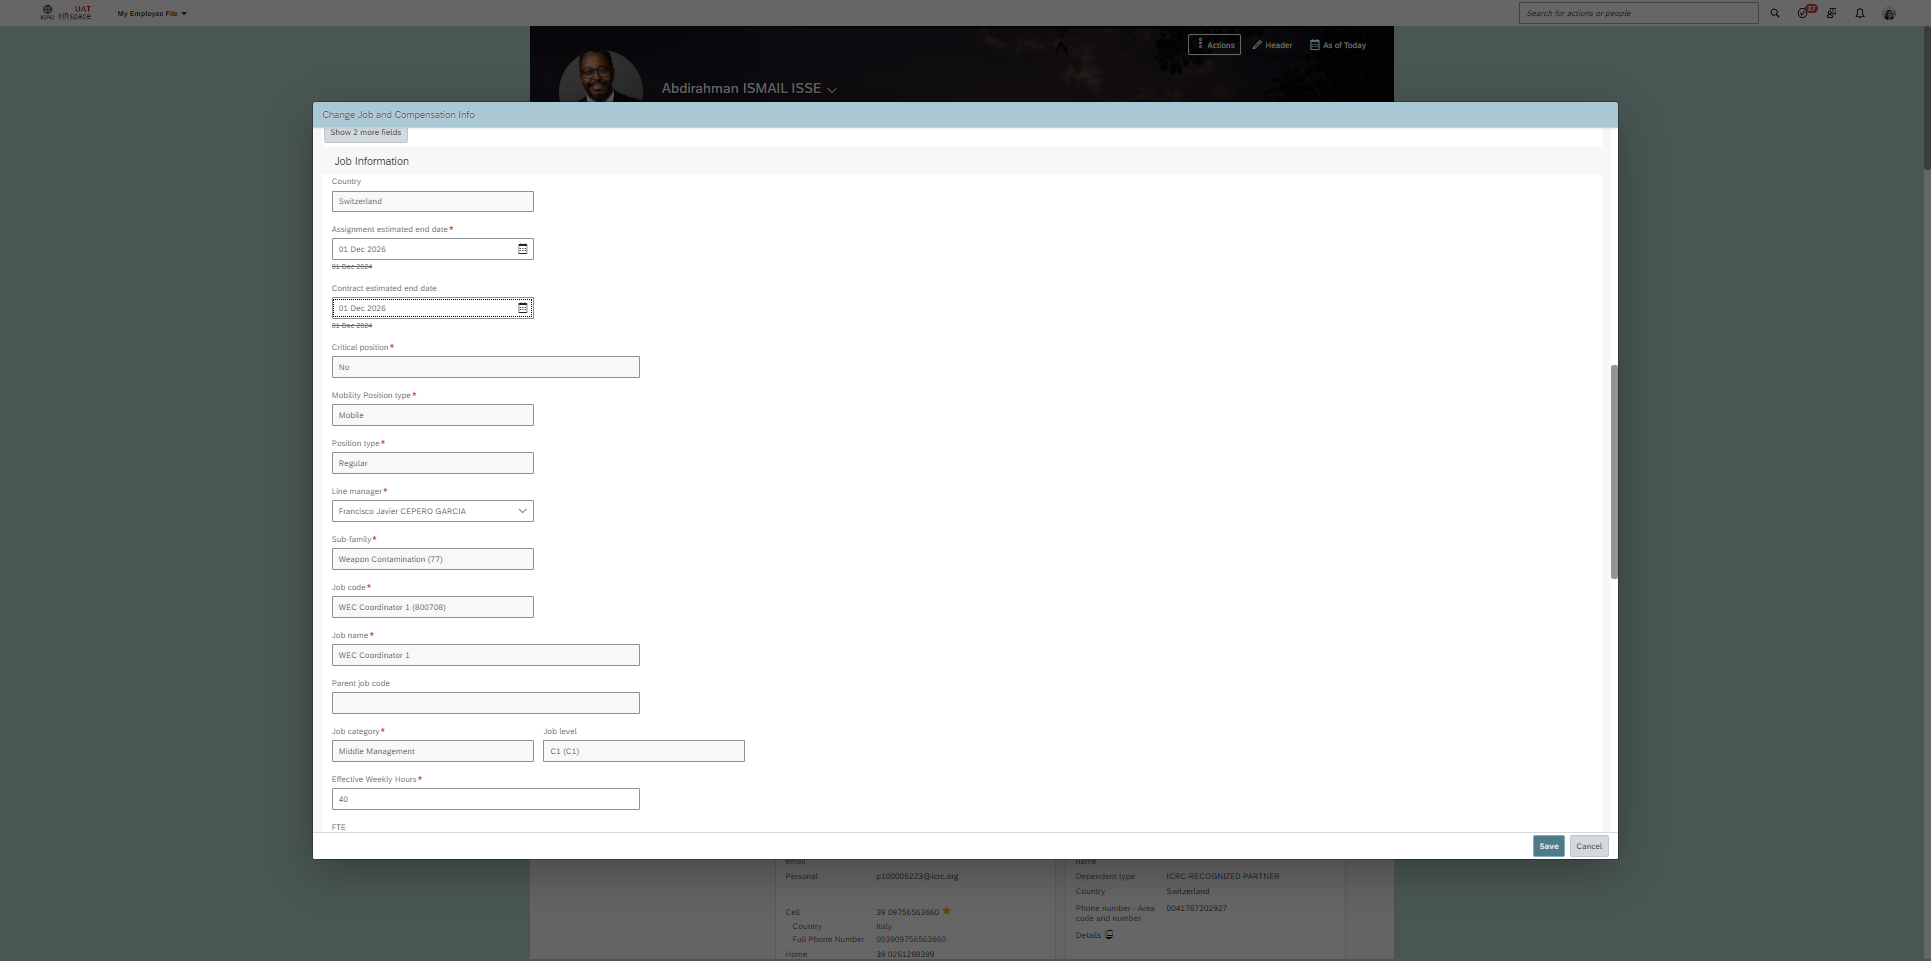 ICRC
UAT
HRspace
My Employee File
Search for actions or people
37
Actions
Header
As of Today
Abdirahman ISMAIL ISSE
Change Job and Compensation Info
Show 2 more fields
Job Information
Country
Switzerland
Assignment estimated end date*
01 Dec 2026
01 Dec 2024
Contract estimated end date
01 Dec 2026
01 Dec 2024
Critical position*
No
Mobility Position type*
Mobile
Position type*
Regular
Line manager*
Francisco Javier CEPERO GARCIA
Sub-family*
Weapon Contamination (77)
Job code*
WEC Coordinator 1 (800708)
Job name*
WEC Coordinator 1
Parent job code
Job category* Job level
Middle Management C1 (C1)
Effective Weekly Hours*
40
FTE
Save Cancel
email
Personal p100006223@icrc.org
Cell 39 09756563660
Country Italy
Full Phone Number 003909756563660
Home 39 0261298399
name
Dependent type ICRC-RECOGNIZED PARTNER
Country Switzerland
Phone number - Area 0041767202927
code and number
Details